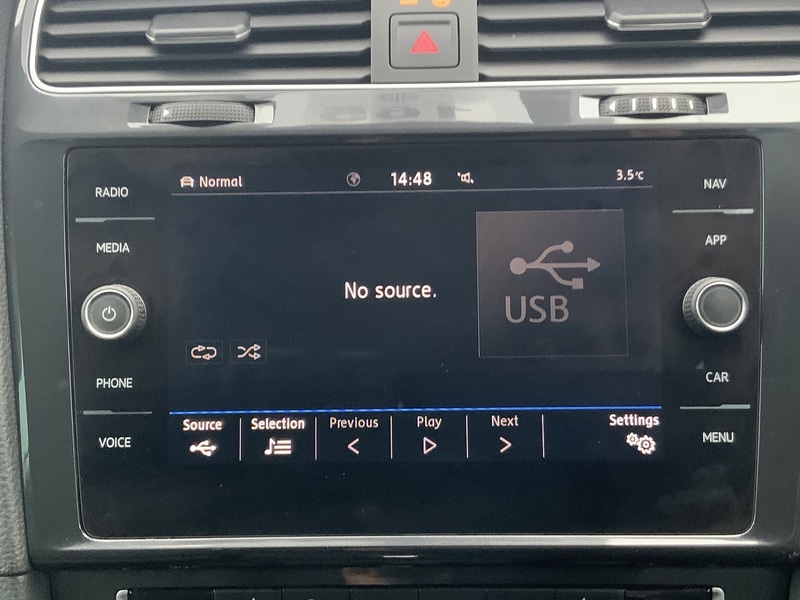 RADIO
MEDIA
PHONE
VOICE
Normal
14:48
3.5°C
No source.
USB
Source
Selection
Previous
Play
Next
Settings
NAV
APP
CAR
MENU